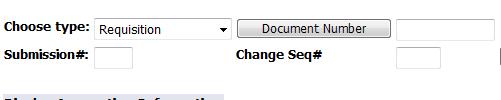 Choose type: Requisition Document Number
Submission#: Change Seq#